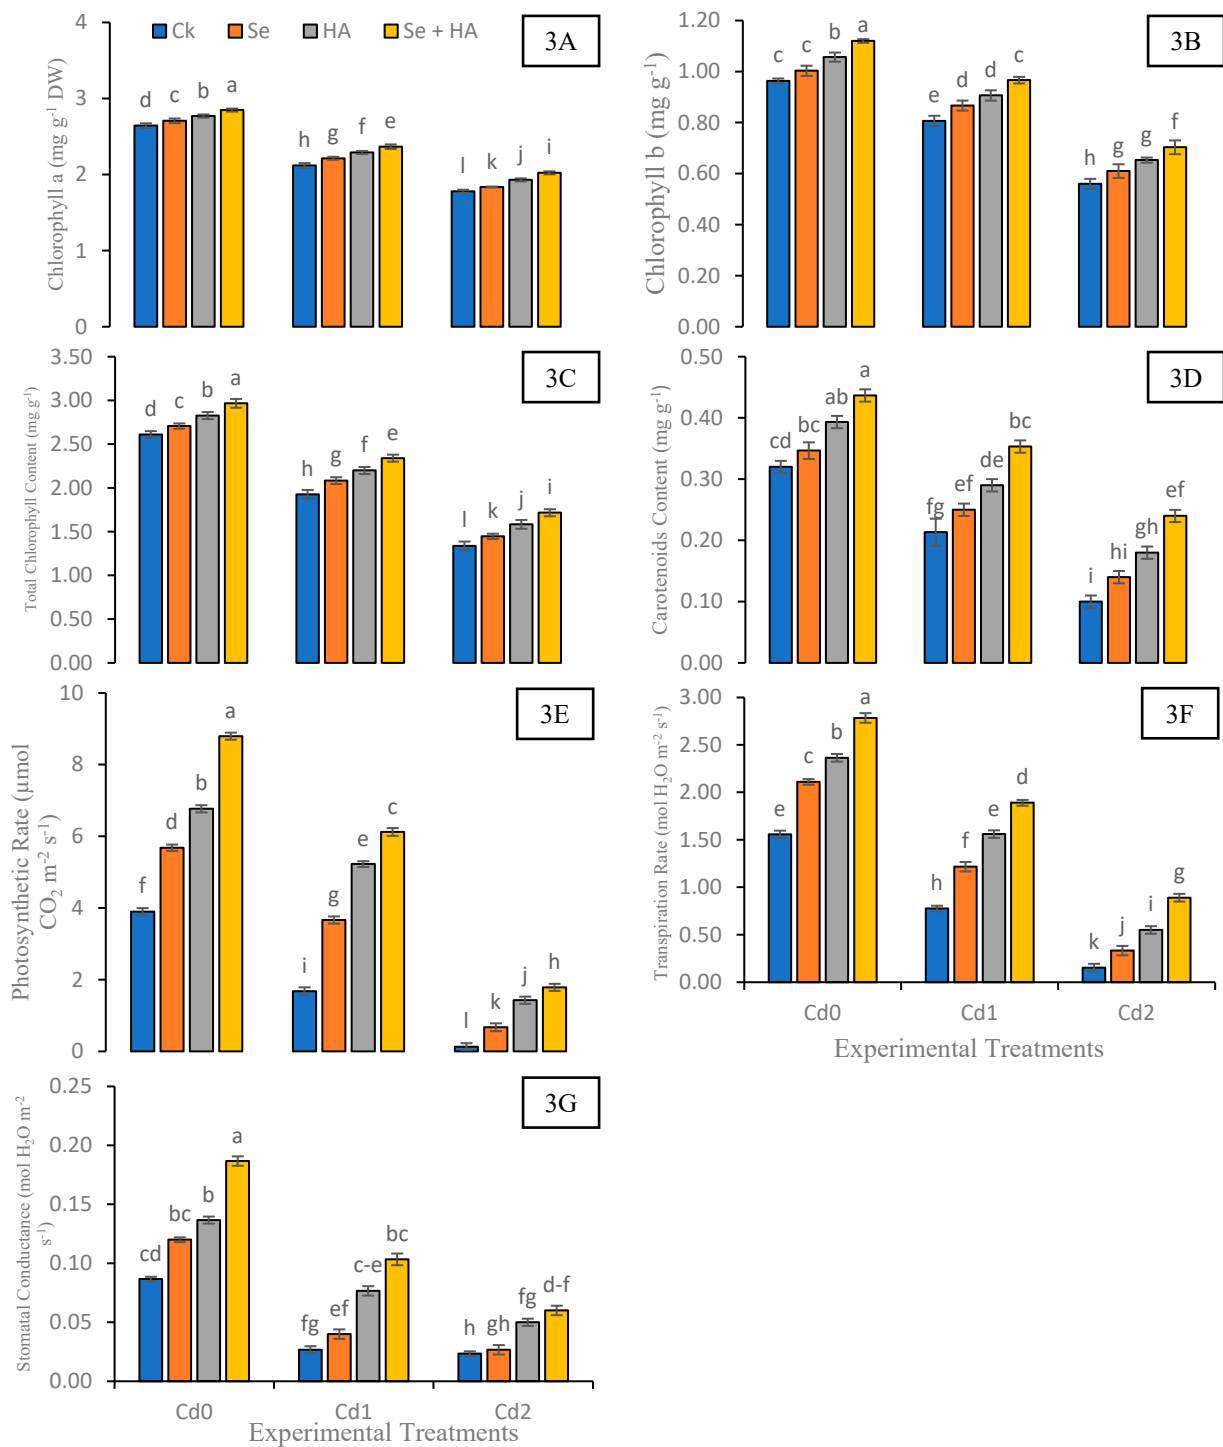 Ck Se HA Se + HA
3A
Chlorophyll a (mg g⁻¹ DW)
4
3
2
1
0
d c b a
h g f e
l k j i
3B
Chlorophyll b (mg g⁻¹)
1.20
1.00
0.80
0.60
0.40
0.20
0.00
c c b a
e d d c
h g g f
3C
Total Chlorophyll Content (mg g⁻¹)
3.50
3.00
2.50
2.00
1.50
1.00
0.50
0.00
d c b a
h g f e
l k j i
3D
Carotenoids Content (mg g⁻¹)
0.50
0.40
0.30
0.20
0.10
0.00
cd bc ab a
fg ef de bc
i hi gh ef
3E
Photosynthetic Rate (µmol
CO₂ m⁻² s⁻¹)
10
8
6
4
2
0
f d b a
i g e c
l k j h
3F
Transpiration Rate (mol H₂O m⁻² s⁻¹)
3.00
2.50
2.00
1.50
1.00
0.50
0.00
e c b a
h f e d
k j i g
Cd0 Cd1 Cd2
Experimental Treatments
3G
Stomatal Conductance (mol H₂O m⁻²
s⁻¹)
0.25
0.20
0.15
0.10
0.05
0.00
cd bc b a
fg ef c-e bc
h gh fg d-f
Cd0 Cd1 Cd2
Experimental Treatments